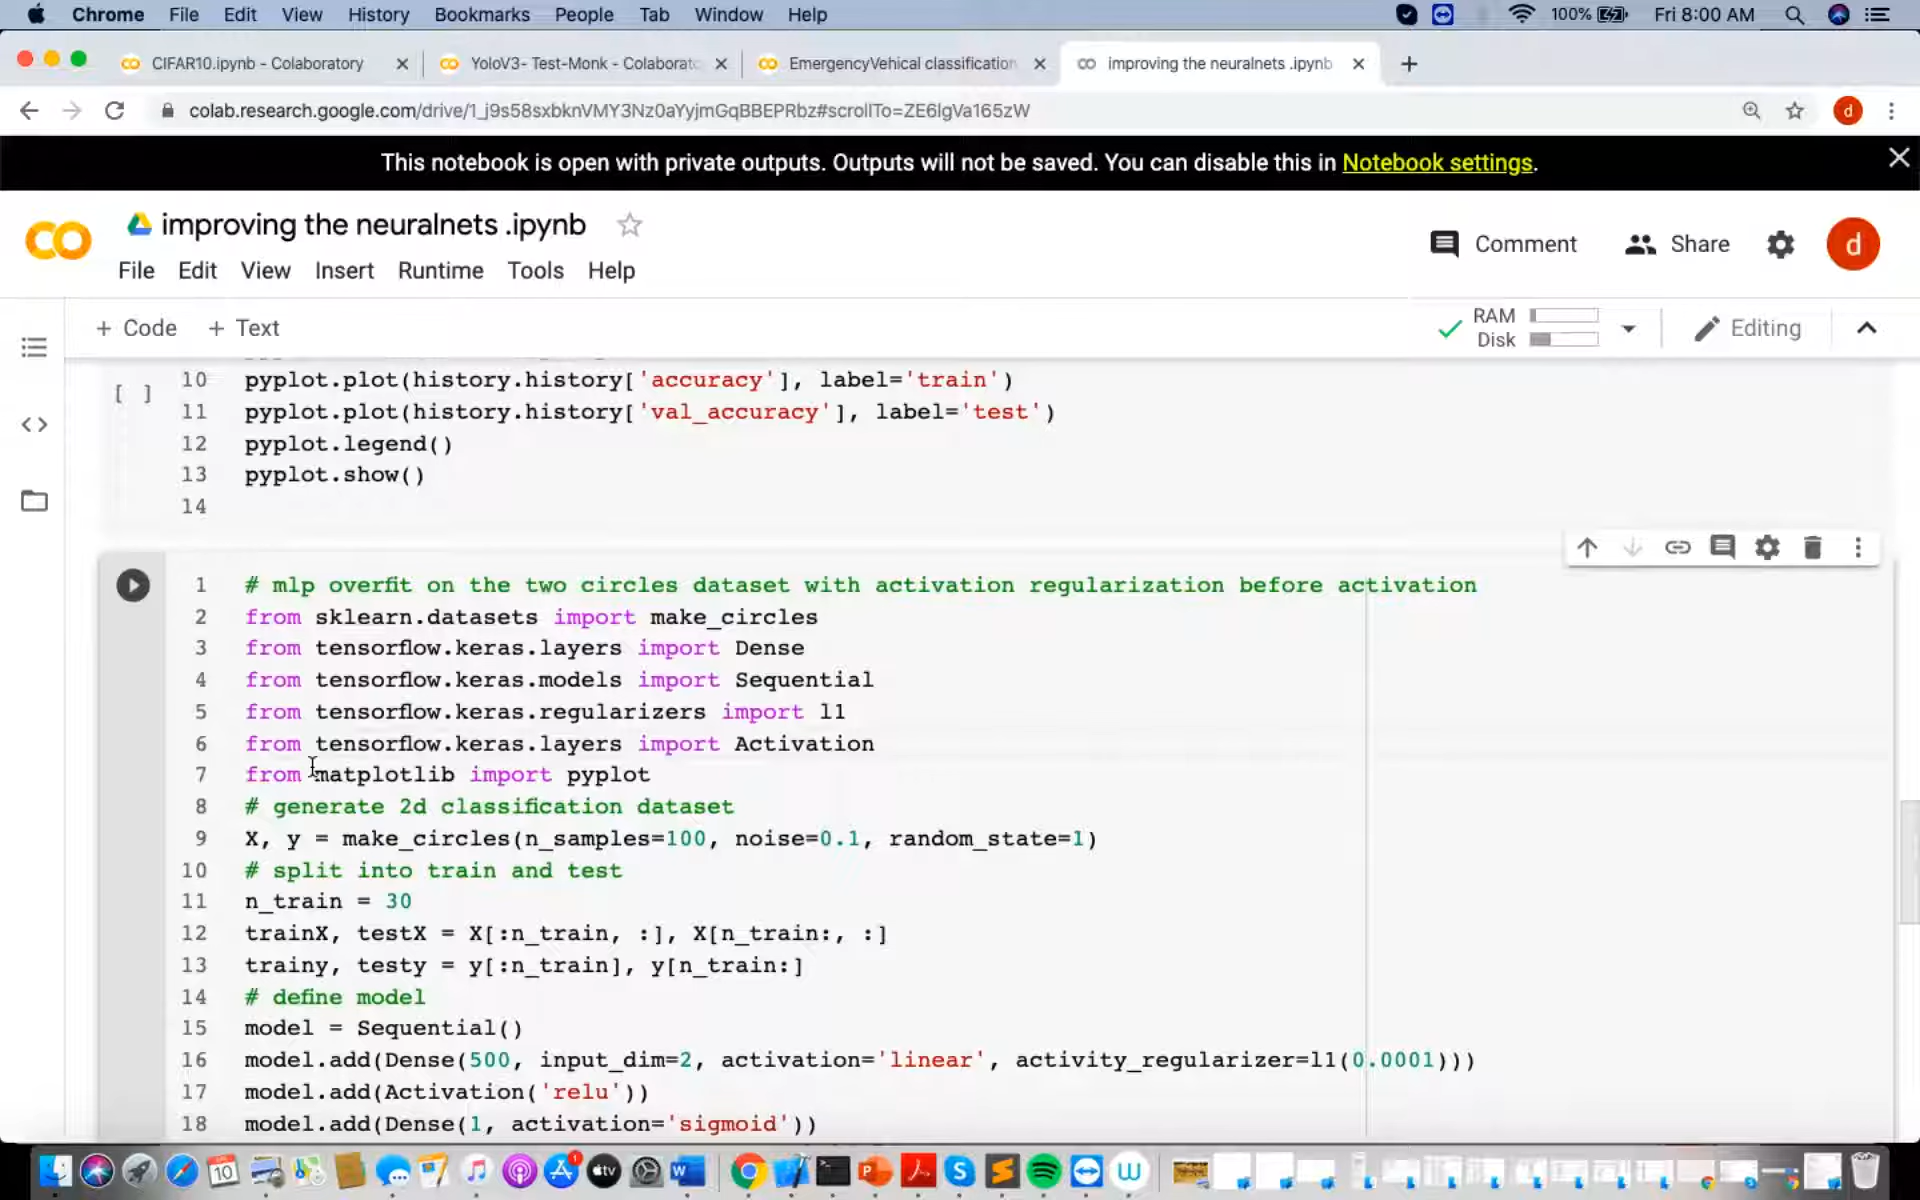 Chrome File Edit View History Bookmarks People Tab Window Help 100% Fri 8:00 AM
CIFAR10.ipynb - Colaboratory YoloV3- Test-Monk - Colaborato EmergencyVehical classification improving the neuralnets .ipynb
colab.research.google.com/drive/1_j9s58sxbknVMY3Nz0aYyjmGqBBEPRbz#scrollTo=ZE6lgVa165zW d
This notebook is open with private outputs. Outputs will not be saved. You can disable this in Notebook settings.
improving the neuralnets .ipynb
Comment Share d
File Edit View Insert Runtime Tools Help
+ Code + Text RAM Disk Editing
[ ] 10 pyplot.plot(history.history['accuracy'], label='train')
11 pyplot.plot(history.history['val_accuracy'], label='test')
12 pyplot.legend()
13 pyplot.show()
14
1 # mlp overfit on the two circles dataset with activation regularization before activation
2 from sklearn.datasets import make_circles
3 from tensorflow.keras.layers import Dense
4 from tensorflow.keras.models import Sequential
5 from tensorflow.keras.regularizers import l1
6 from tensorflow.keras.layers import Activation
7 from matplotlib import pyplot
8 # generate 2d classification dataset
9 X, y = make_circles(n_samples=100, noise=0.1, random_state=1)
10 # split into train and test
11 n_train = 30
12 trainX, testX = X[:n_train, :], X[n_train:, :]
13 trainy, testy = y[:n_train], y[n_train:]
14 # define model
15 model = Sequential()
16 model.add(Dense(500, input_dim=2, activation='linear', activity_regularizer=l1(0.0001)))
17 model.add(Activation('relu'))
18 model.add(Dense(1, activation='sigmoid'))